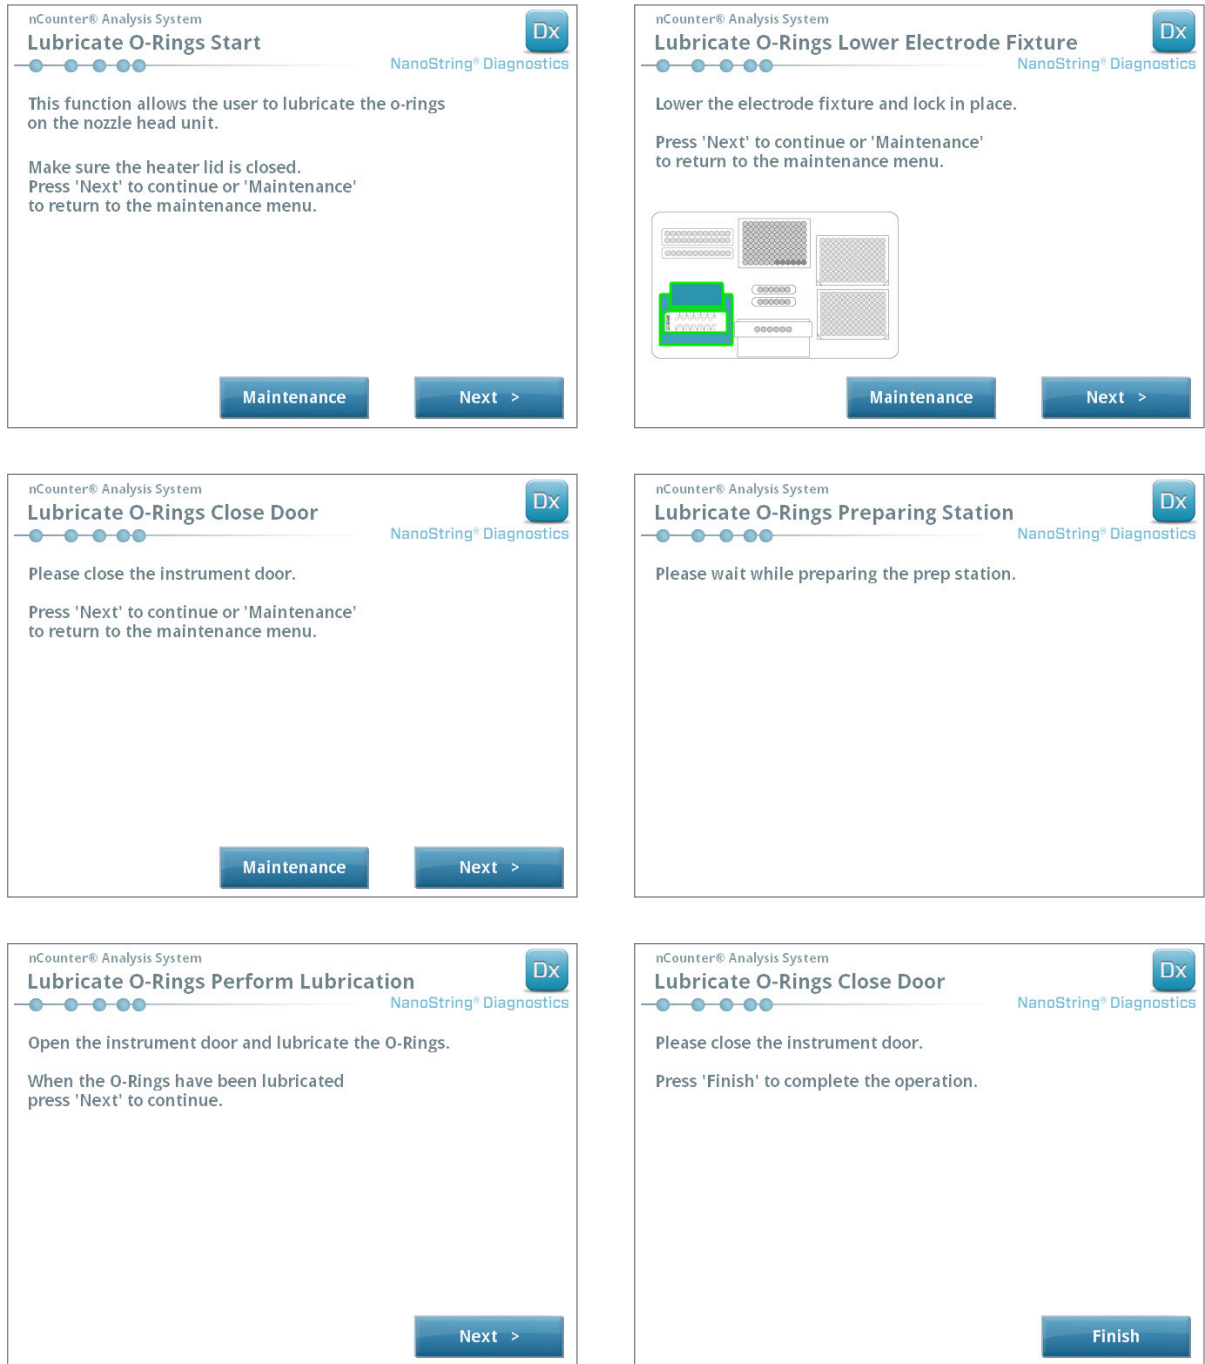 nCounter® Analysis System
Lubricate O-Rings Start
Dx
NanoString® Diagnostics
This function allows the user to lubricate the o-rings
on the nozzle head unit.
Make sure the heater lid is closed.
Press 'Next' to continue or 'Maintenance'
to return to the maintenance menu.
Maintenance
Next >
nCounter® Analysis System
Lubricate O-Rings Lower Electrode Fixture
Dx
NanoString® Diagnostics
Lower the electrode fixture and lock in place.
Press 'Next' to continue or 'Maintenance'
to return to the maintenance menu.
Maintenance
Next >
nCounter® Analysis System
Lubricate O-Rings Close Door
Dx
NanoString® Diagnostics
Please close the instrument door.
Press 'Next' to continue or 'Maintenance'
to return to the maintenance menu.
Maintenance
Next >
nCounter® Analysis System
Lubricate O-Rings Preparing Station
Dx
NanoString® Diagnostics
Please wait while preparing the prep station.
nCounter® Analysis System
Lubricate O-Rings Perform Lubrication
Dx
NanoString® Diagnostics
Open the instrument door and lubricate the O-Rings.
When the O-Rings have been lubricated
press 'Next' to continue.
Next >
nCounter® Analysis System
Lubricate O-Rings Close Door
Dx
NanoString® Diagnostics
Please close the instrument door.
Press 'Finish' to complete the operation.
Finish